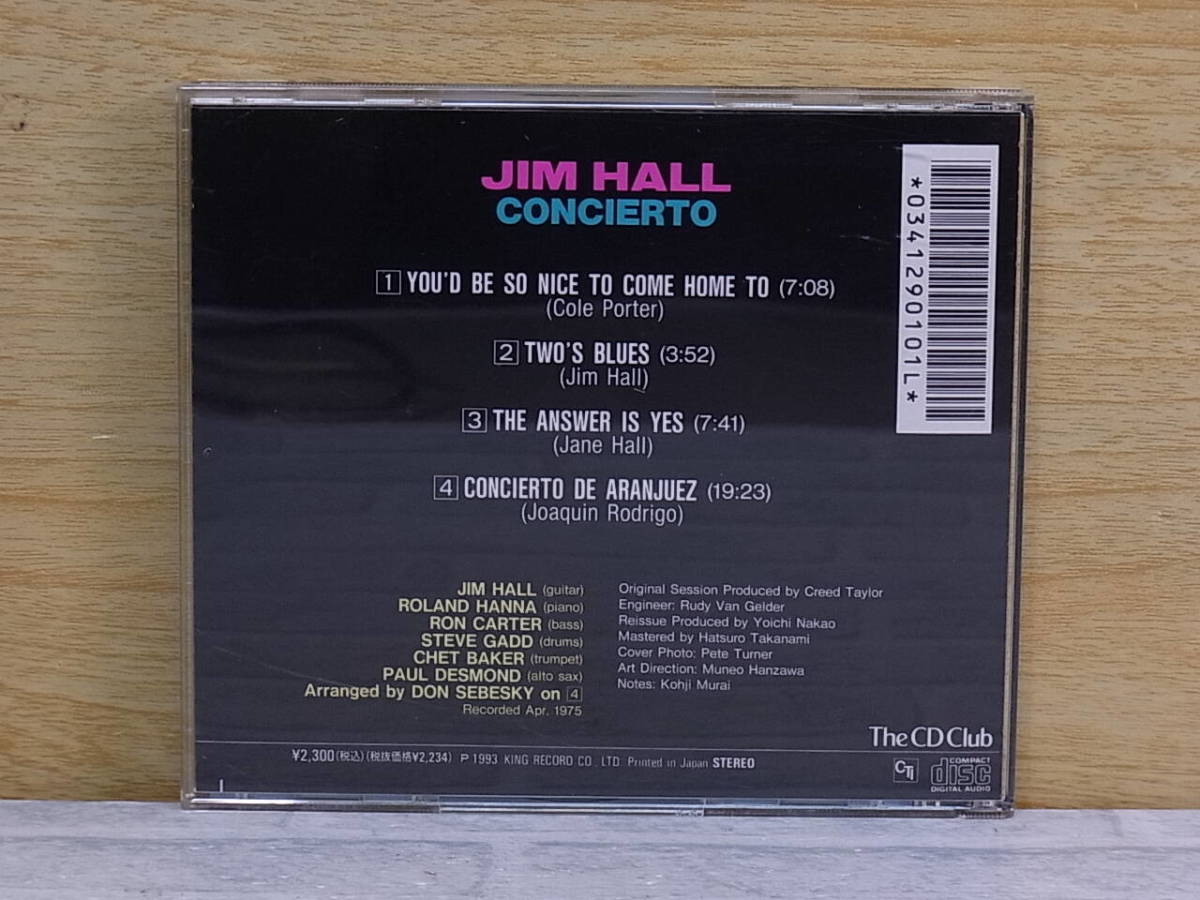 JIM HALL
CONCIERTO
1 YOU'D BE SO NICE TO COME HOME TO (7:08)
(Cole Porter)
2 TWO'S BLUES (3:52)
(Jim Hall)
3 THE ANSWER IS YES (7:41)
(Jane Hall)
4 CONCIERTO DE ARANJUEZ (19:23)
(Joaquin Rodrigo)
*0341290101L*
JIM HALL (guitar)
ROLAND HANNA (piano)
RON CARTER (bass)
STEVE GADD (drums)
CHET BAKER (trumpet)
PAUL DESMOND (alto sax)
Arranged by DON SEBESKY on 4
Recorded Apr. 1975
Original Session Produced by Creed Taylor
Engineer: Rudy Van Gelder
Reissue Produced by Yoichi Nakao
Mastered by Hatsuro Takanami
Cover Photo: Pete Turner
Art Direction: Muneo Hanzawa
Notes: Kohji Murai
The CD Club
¥2,300(税込)(税抜価格¥2,234) ℗ 1993 KING RECORD CO., LTD. Printed in Japan STEREO
CTi
COMPACT
disc
DIGITAL AUDIO